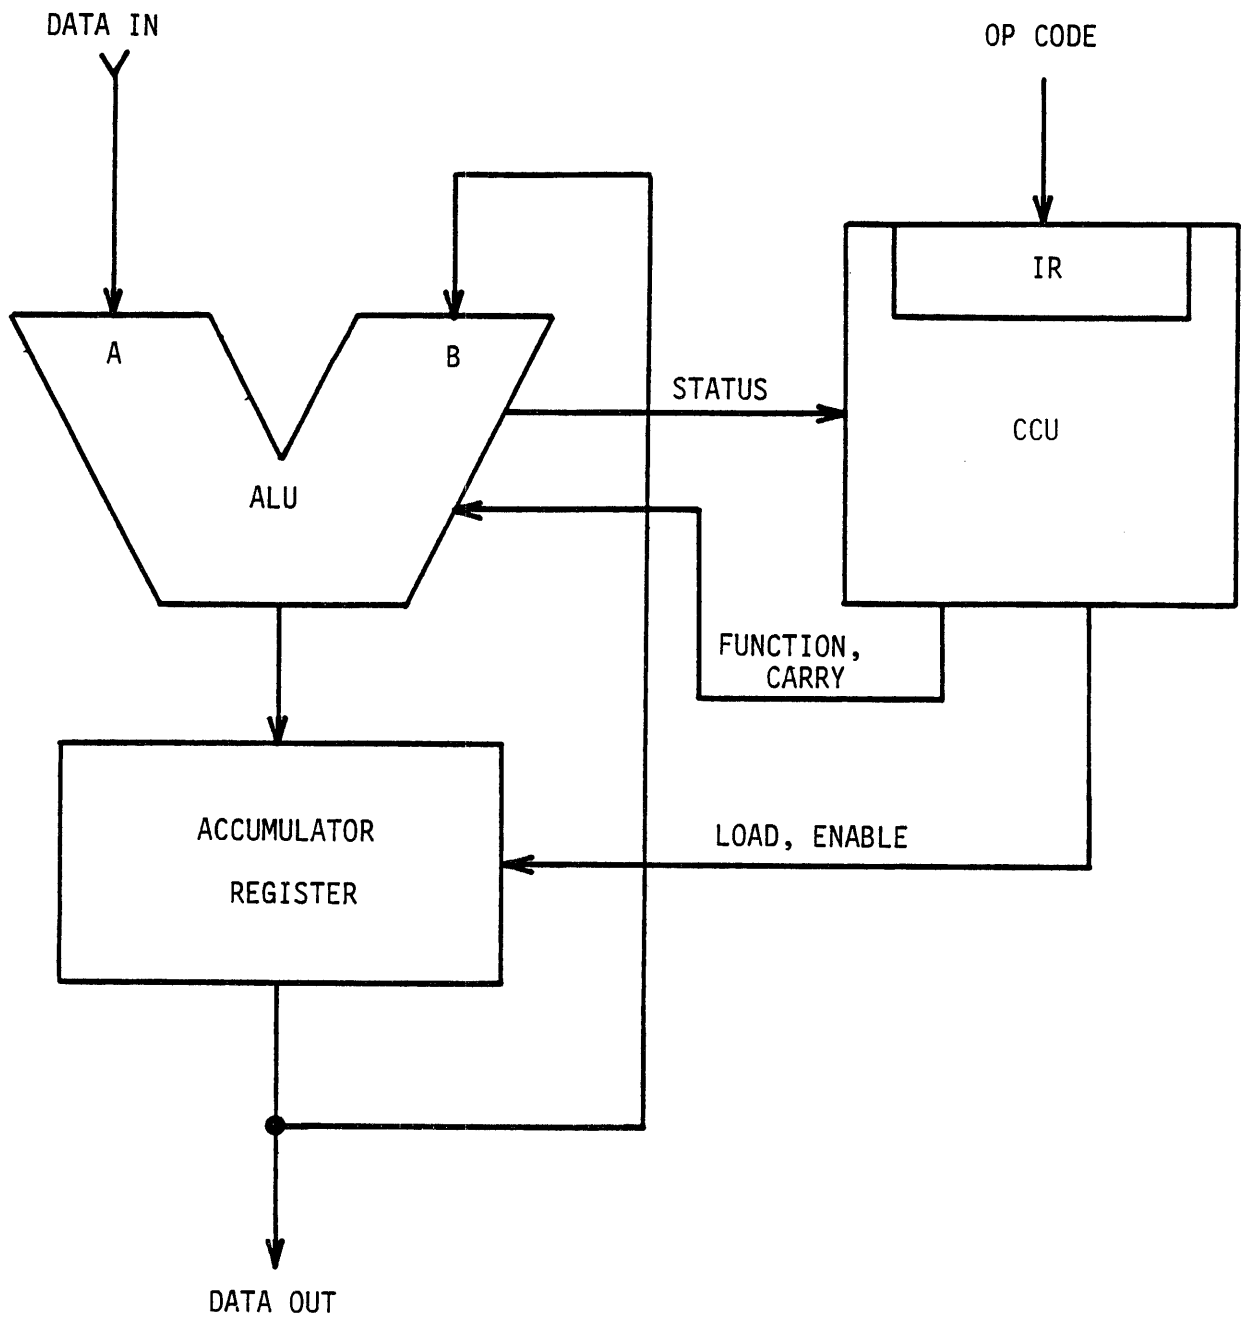 DATA IN
OP CODE
IR
A
B
STATUS
CCU
ALU
FUNCTION,
CARRY
ACCUMULATOR
REGISTER
LOAD, ENABLE
DATA OUT